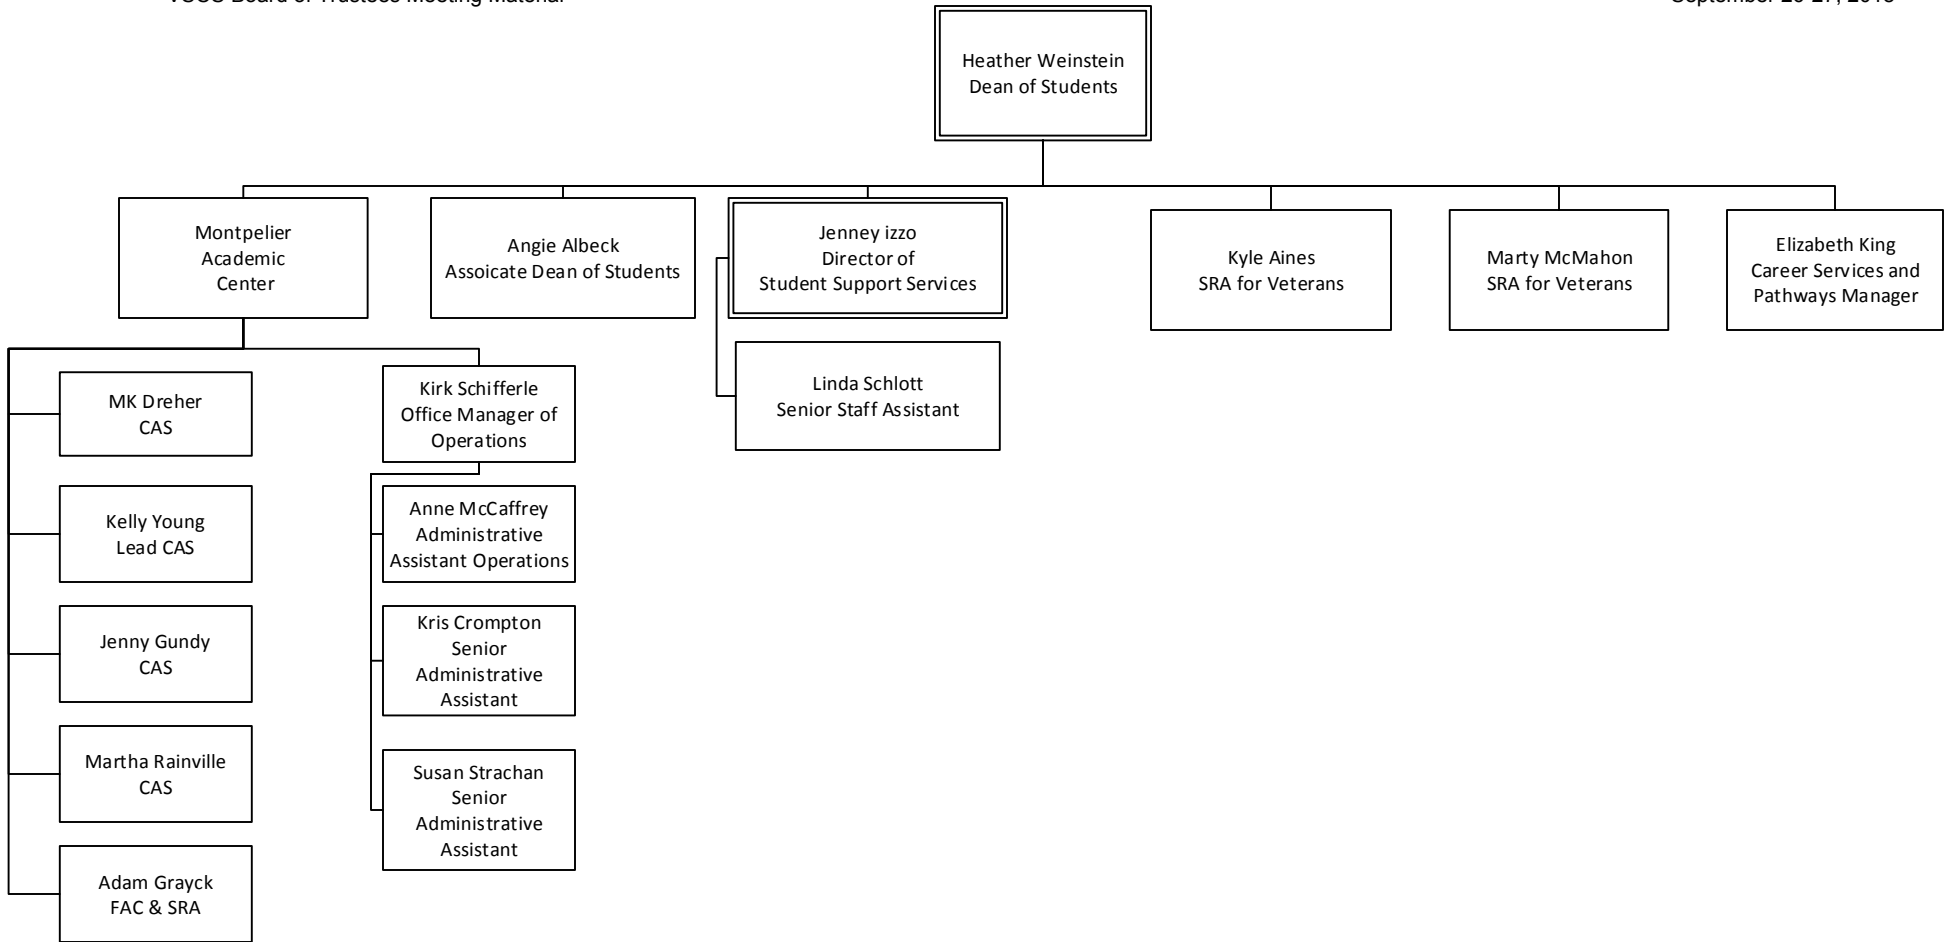 Heather Weinstein
Dean of Students
Montpelier
Academic
Center
Angie Albeck
Assoicate Dean of Students
Jenney izzo
Director of
Student Support Services
Kyle Aines
SRA for Veterans
Marty McMahon
SRA for Veterans
Elizabeth King
Career Services and
Pathways Manager
MK Dreher
CAS
Kirk Schifferle
Office Manager of
Operations
Linda Schlott
Senior Staff Assistant
Kelly Young
Lead CAS
Anne McCaffrey
Administrative
Assistant Operations
Jenny Gundy
CAS
Kris Crompton
Senior
Administrative
Assistant
Martha Rainville
CAS
Susan Strachan
Senior
Administrative
Assistant
Adam Grayck
FAC & SRA